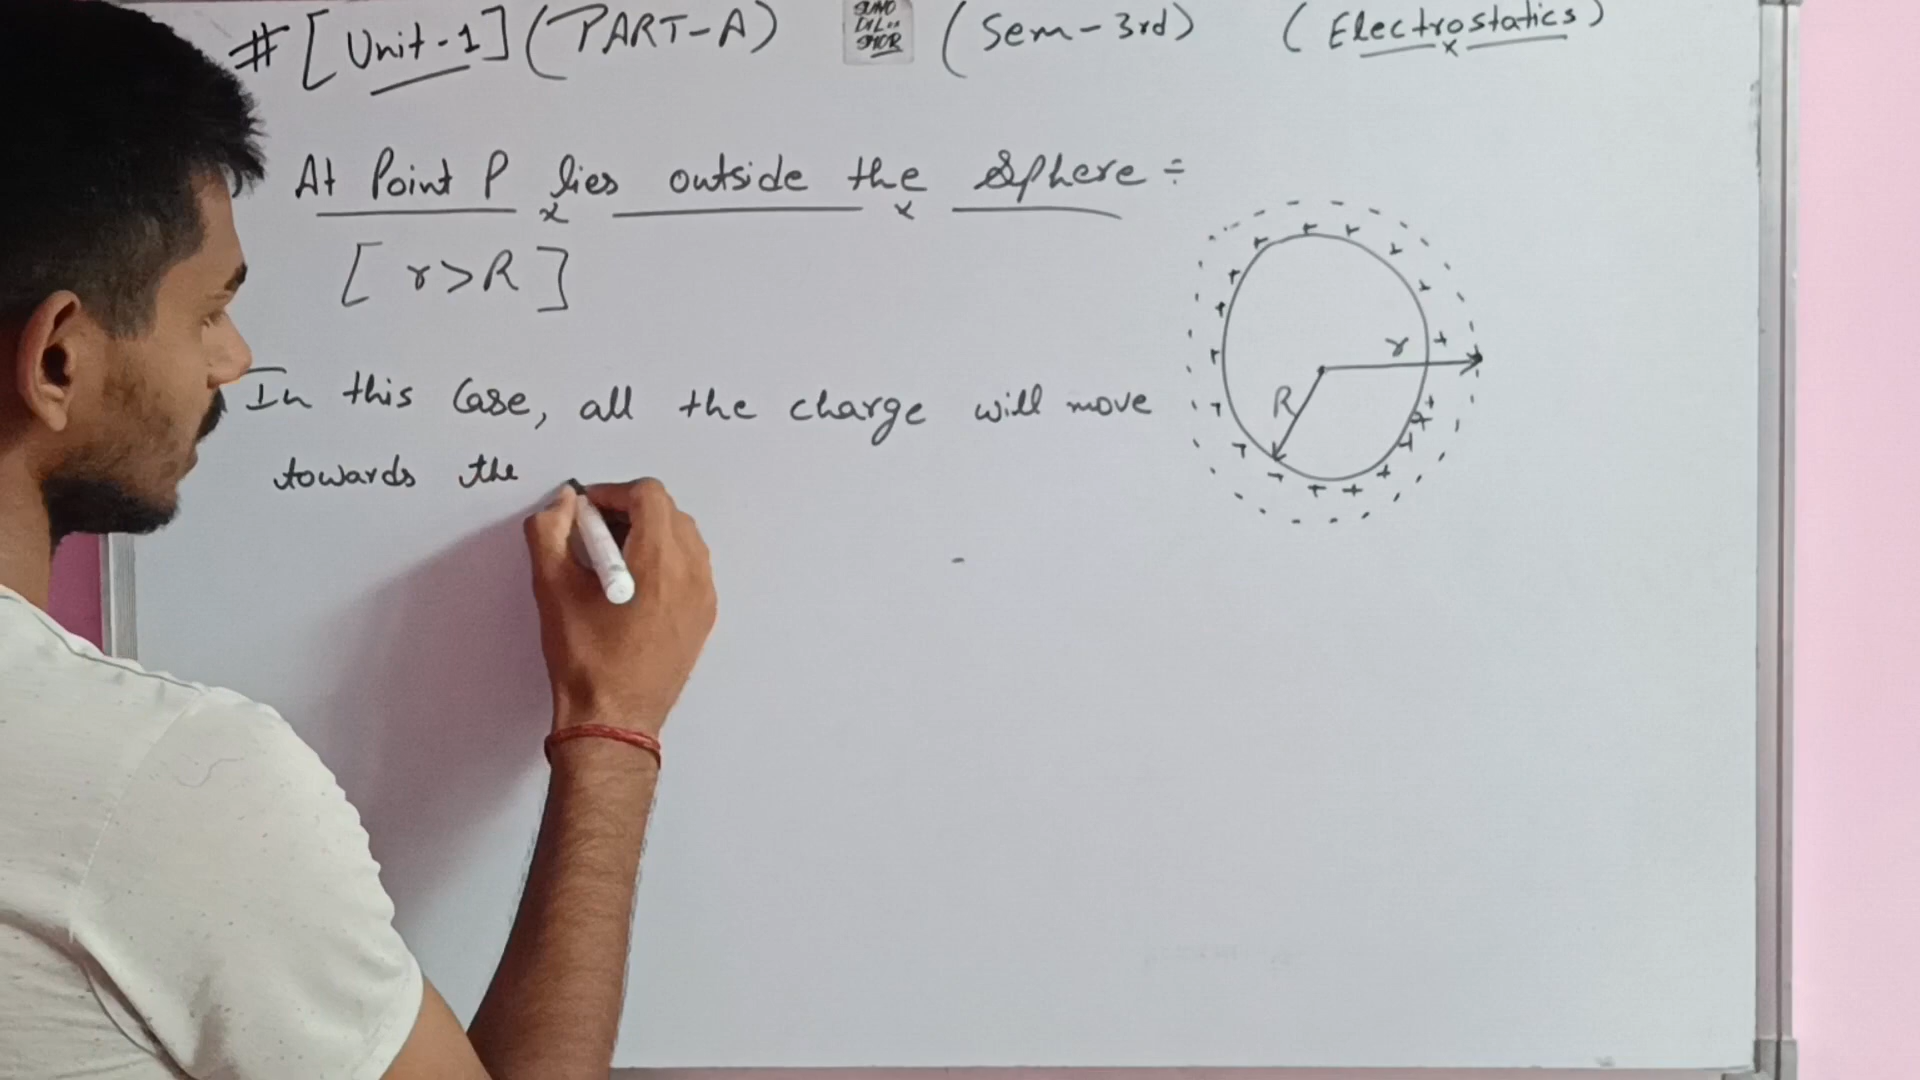 # [Unit-1] (PART-A) (Sem-3rd) (Electrostatics)
At Point P lies outside the Sphere ÷
[r>R]
In this Case, all the charge will move
towards the
r
R